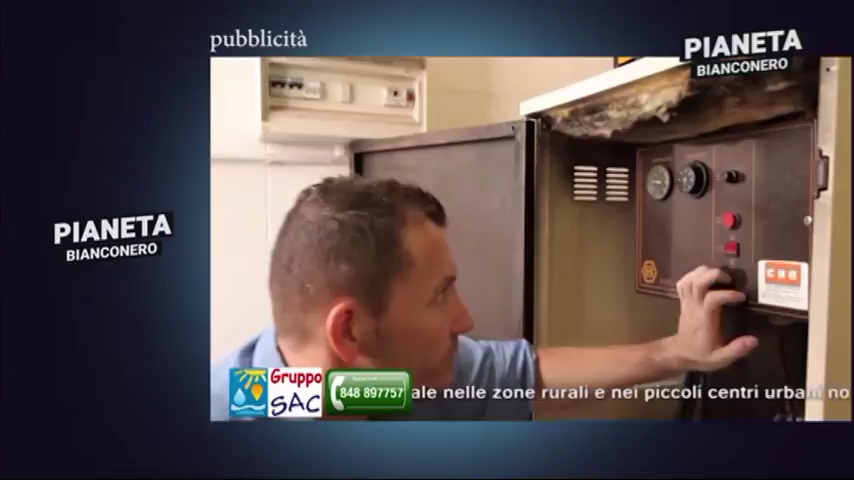 pubblicità
PIANETA
BIANCONERO
PIANETA
BIANCONERO
Gruppo
SAC
848 897757
ale nelle zone rurali e nei piccoli centri urbani no